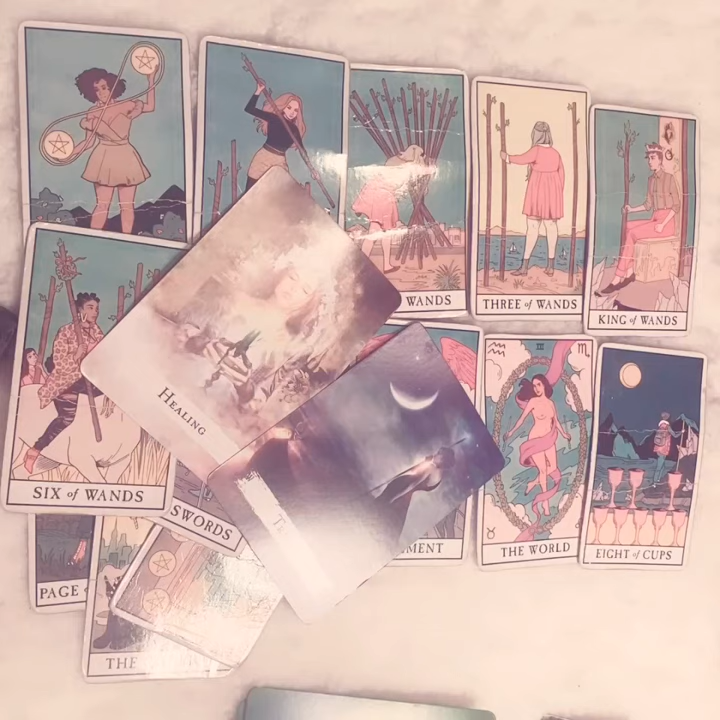 WANDS
THREE of WANDS
KING of WANDS
HEALING
SIX of WANDS
SWORDS
MENT
III
THE WORLD
EIGHT of CUPS
PAGE
THE